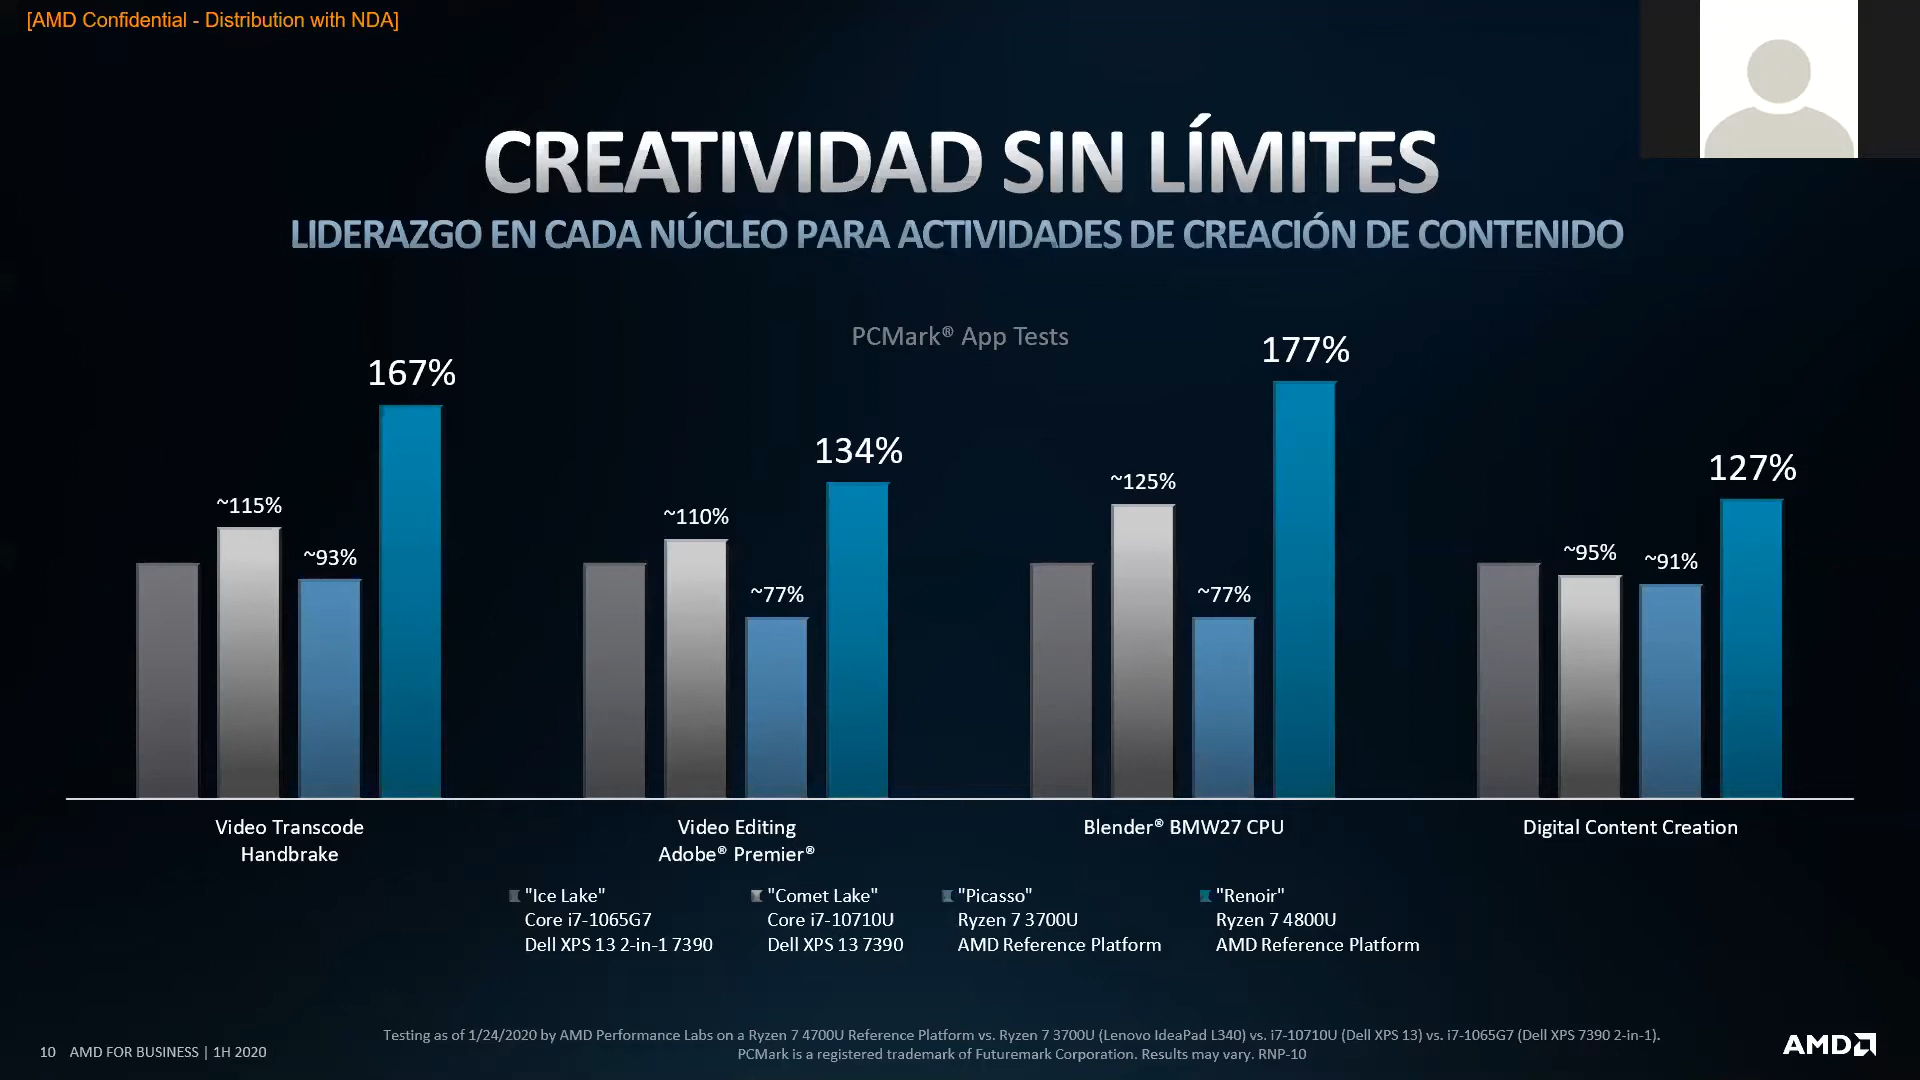 [AMD Confidential - Distribution with NDA]
CREATIVIDAD SIN LÍMITES
LIDERAZGO EN CADA NÚCLEO PARA ACTIVIDADES DE CREACIÓN DE CONTENIDO
PCMark® App Tests
~115%
~93%
167%
~110%
~77%
134%
~125%
~77%
177%
~95%
~91%
127%
Video Transcode
Handbrake
Video Editing
Adobe® Premier®
Blender® BMW27 CPU
Digital Content Creation
"Ice Lake"
Core i7-1065G7
Dell XPS 13 2-in-1 7390
"Comet Lake"
Core i7-10710U
Dell XPS 13 7390
"Picasso"
Ryzen 7 3700U
AMD Reference Platform
"Renoir"
Ryzen 7 4800U
AMD Reference Platform
Testing as of 1/24/2020 by AMD Performance Labs on a Ryzen 7 4700U Reference Platform vs. Ryzen 7 3700U (Lenovo IdeaPad L340) vs. i7-10710U (Dell XPS 13) vs. i7-1065G7 (Dell XPS 7390 2-in-1).
PCMark is a registered trademark of Futuremark Corporation. Results may vary. RNP-10
10 AMD FOR BUSINESS | 1H 2020
AMD